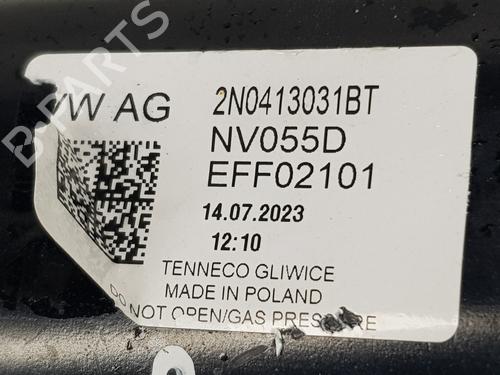 VW AG
2N0413031BT
NV055D
EFF02101
14.07.2023
12:10
TENNECO GLIWICE
MADE IN POLAND
DO NOT OPEN/GAS PRESSURE
B-PARTS